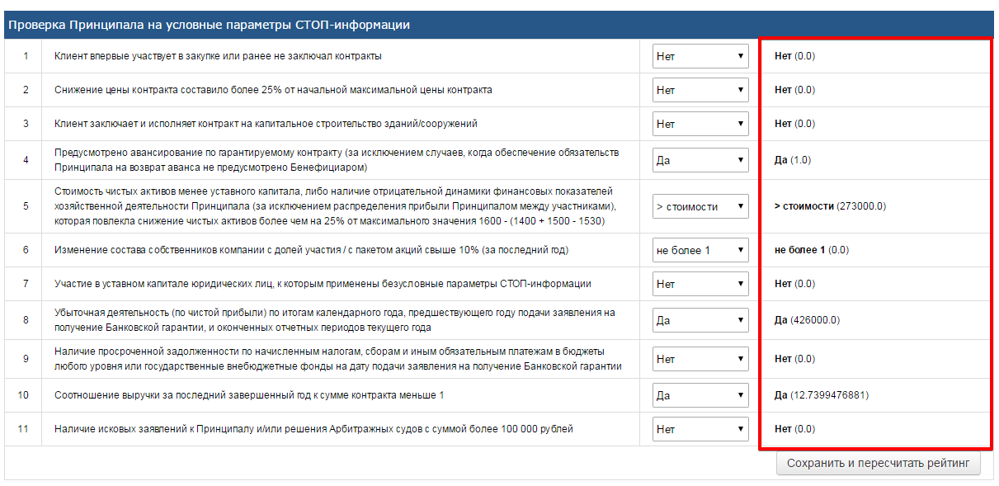 Проверка Принципала на условные параметры СТОП-информации
1 Клиент впервые участвует в закупке или ранее не заключал контракты Нет Нет (0.0)
2 Снижение цены контракта составило более 25% от начальной максимальной цены контракта Нет Нет (0.0)
3 Клиент заключает и исполняет контракт на капитальное строительство зданий/сооружений Нет Нет (0.0)
4 Предусмотрено авансирование по гарантируемому контракту (за исключением случаев, когда обеспечение обязательств
Принципала на возврат аванса не предусмотрено Бенефициаром) Да Да (1.0)
5 Стоимость чистых активов менее уставного капитала, либо наличие отрицательной динамики финансовых показателей
хозяйственной деятельности Принципала (за исключением распределения прибыли Принципалом между участниками),
которая повлекла снижение чистых активов более чем на 25% от максимального значения 1600 - (1400 + 1500 - 1530) > стоимости > стоимости (273000.0)
6 Изменение состава собственников компании с долей участия / с пакетом акций свыше 10% (за последний год) не более 1 не более 1 (0.0)
7 Участие в уставном капитале юридических лиц, к которым применены безусловные параметры СТОП-информации Нет Нет (0.0)
8 Убыточная деятельность (по чистой прибыли) по итогам календарного года, предшествующего году подачи заявления на
получение Банковской гарантии, и оконченных отчетных периодов текущего года Да Да (426000.0)
9 Наличие просроченной задолженности по начисленным налогам, сборам и иным обязательным платежам в бюджеты
любого уровня или государственные внебюджетные фонды на дату подачи заявления на получение Банковской гарантии Нет Нет (0.0)
10 Соотношение выручки за последний завершенный год к сумме контракта меньше 1 Да Да (12.7399476881)
11 Наличие исковых заявлений к Принципалу и/или решения Арбитражных судов с суммой более 100 000 рублей Нет Нет (0.0)
Сохранить и пересчитать рейтинг